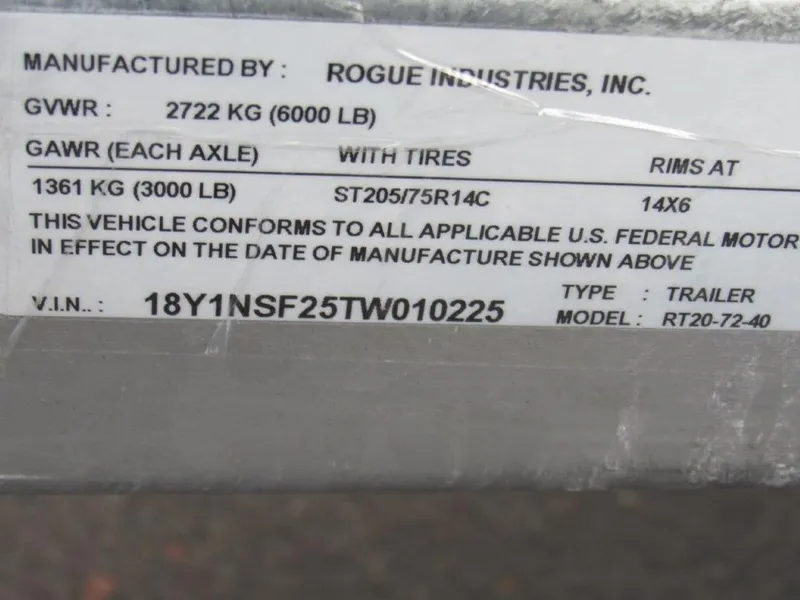 MANUFACTURED BY : ROGUE INDUSTRIES, INC.
GVWR : 2722 KG (6000 LB)
GAWR (EACH AXLE) WITH TIRES RIMS AT
1361 KG (3000 LB) ST205/75R14C 14X6
THIS VEHICLE CONFORMS TO ALL APPLICABLE U.S. FEDERAL MOTOR
IN EFFECT ON THE DATE OF MANUFACTURE SHOWN ABOVE
V.I.N.. : 18Y1NSF25TW010225 TYPE : TRAILER
MODEL : RT20-72-40